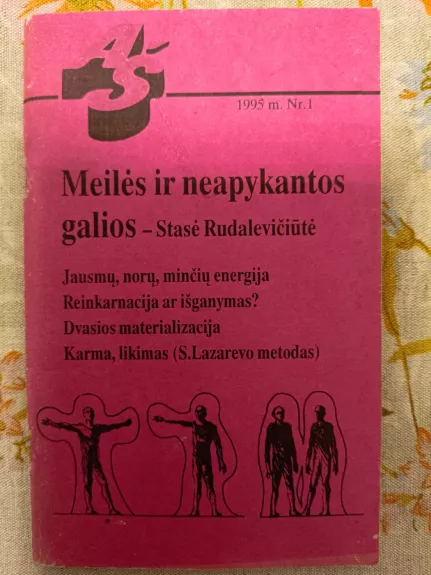 1995 m. Nr.1
Meilės ir neapykantos
galios – Stasė Rudalevičiūtė
Jausmų, norų, minčių energija
Reinkarnacija ar išganymas?
Dvasios materializacija
Karma, likimas (S.Lazarevo metodas)